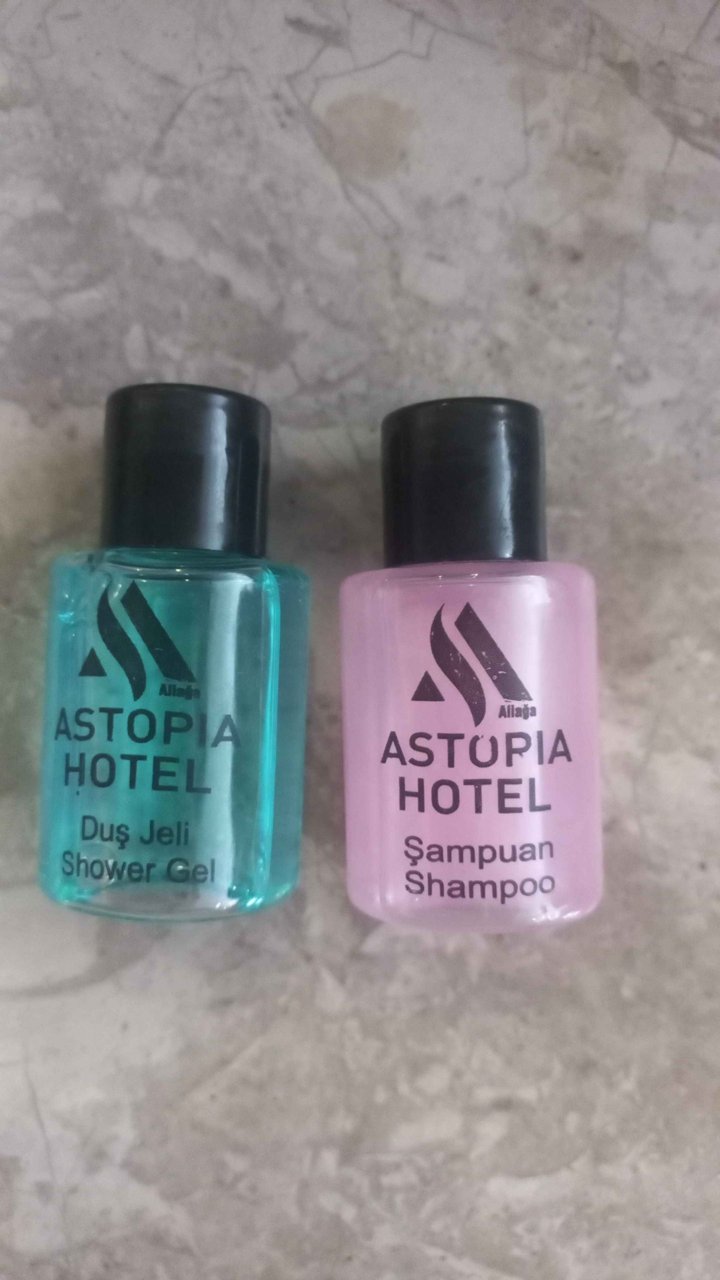 Aliağa
ASTOPIA
HOTEL
Duş Jeli
Shower Gel
Aliağa
ASTOPIA
HOTEL
Şampuan
Shampoo